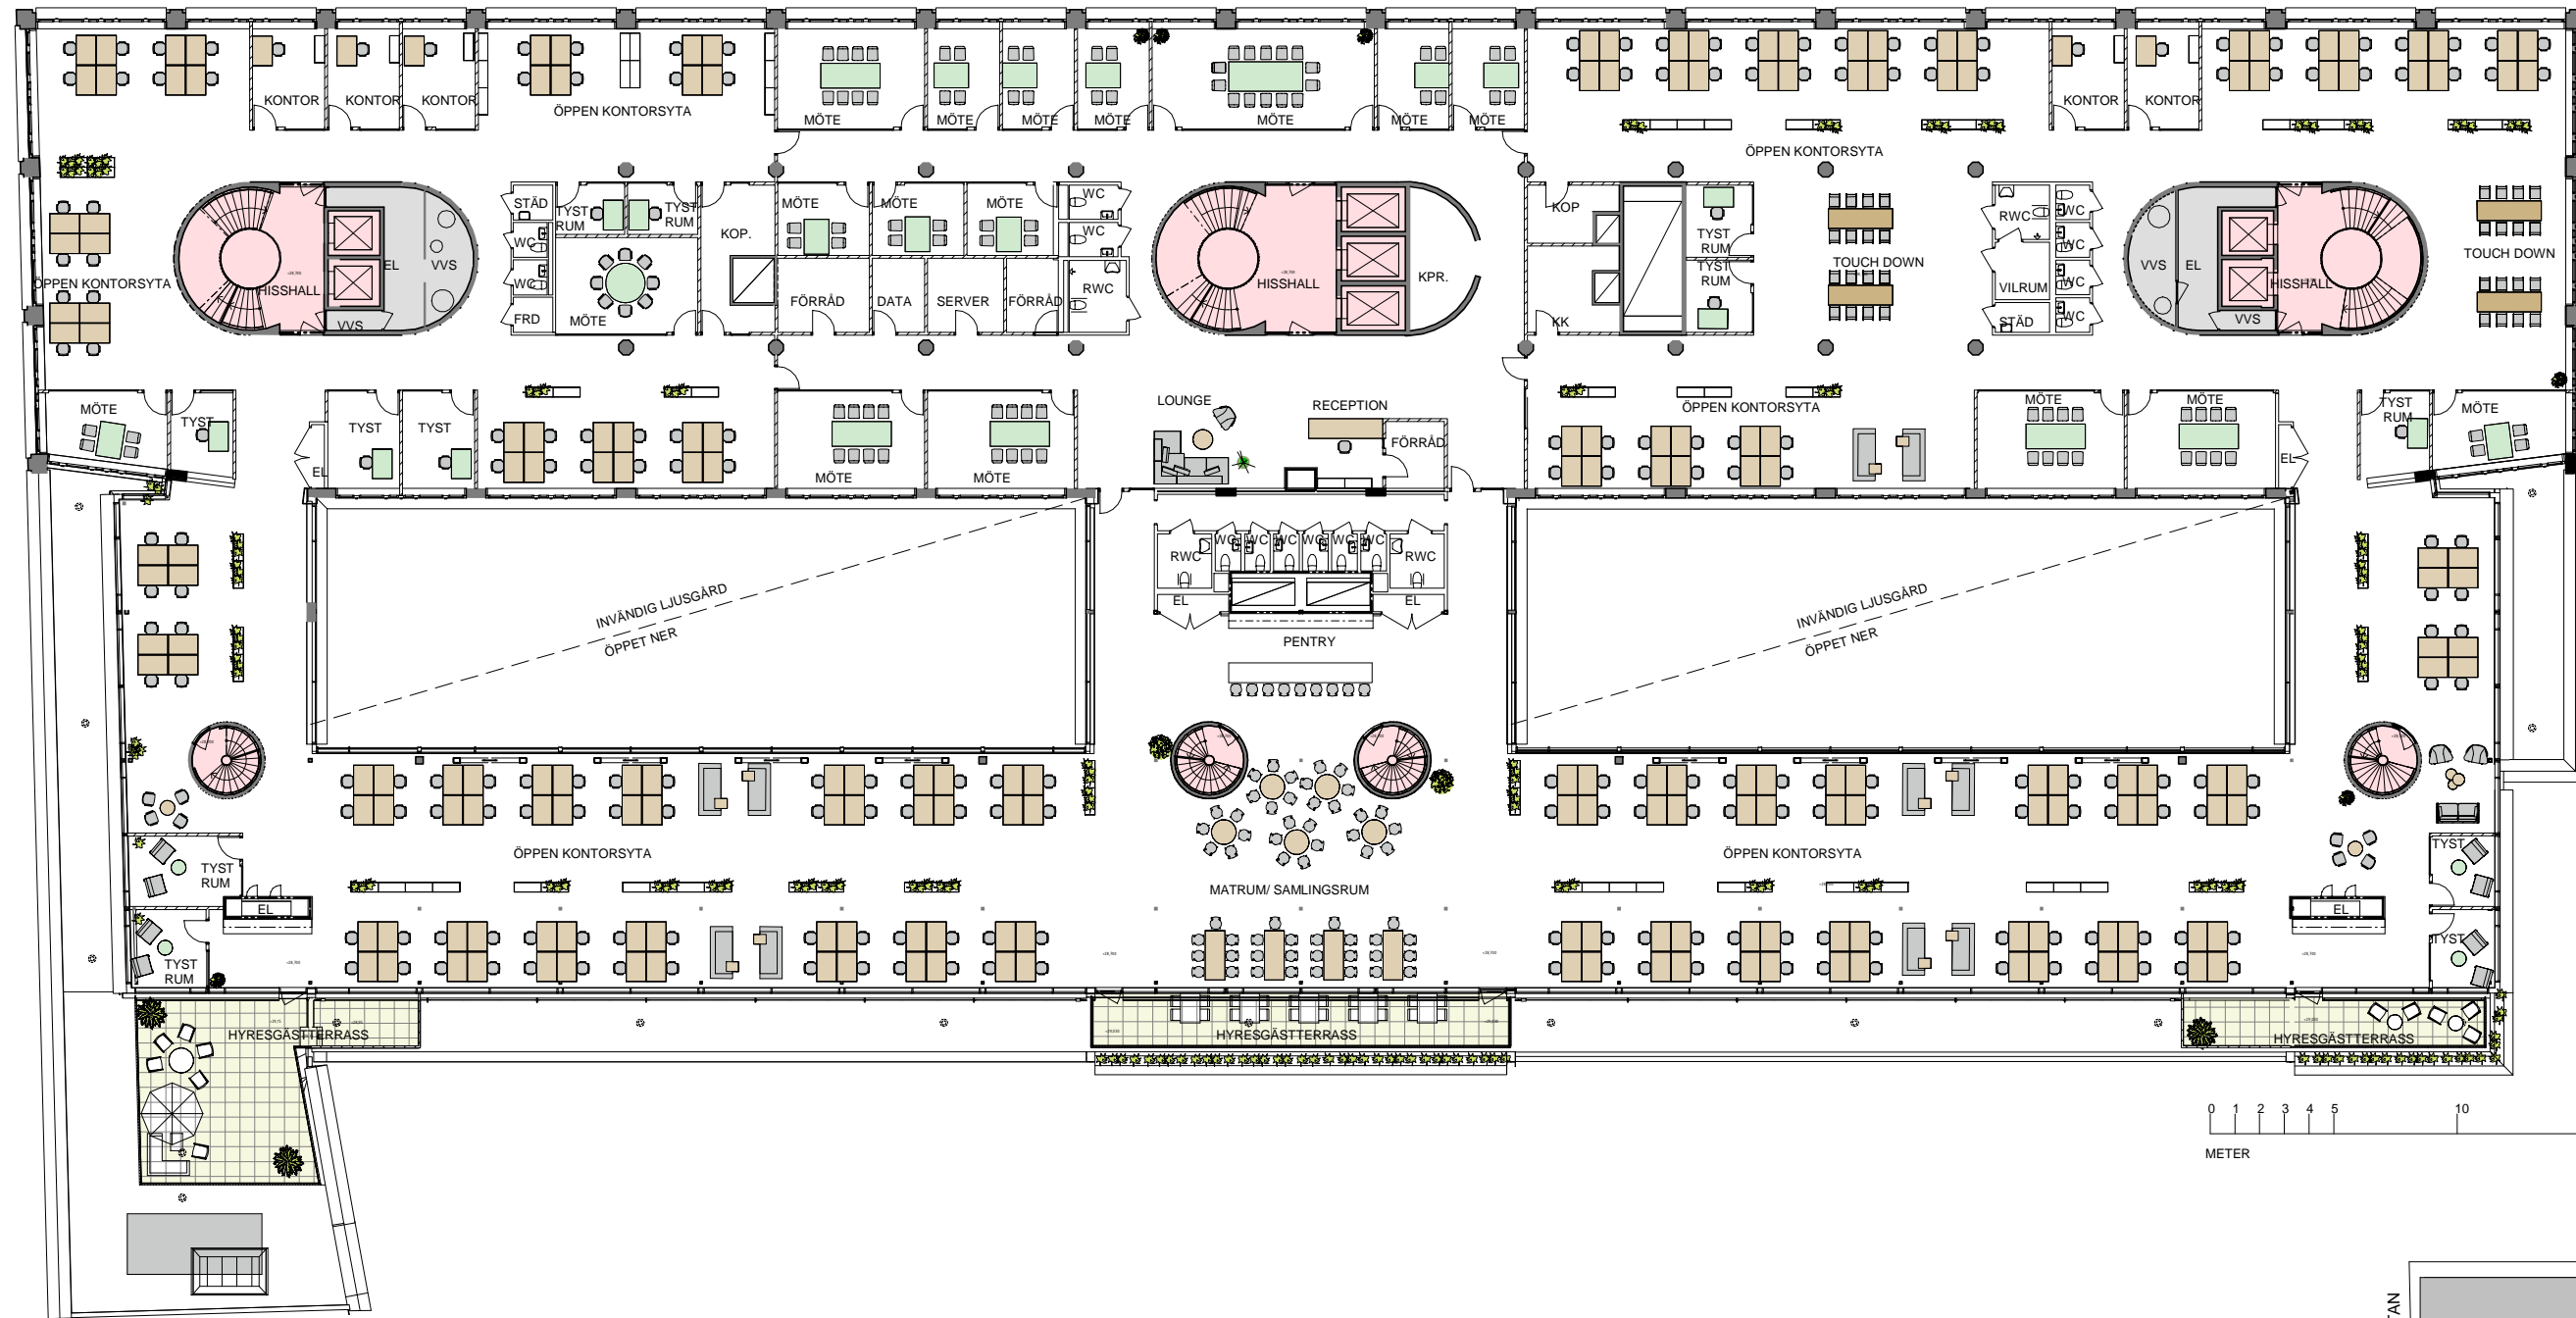 KONTOR
KONTOR
KONTOR
ÖPPEN KONTORSYTA
MÖTE
MÖTE
MÖTE
MÖTE
MÖTE
MÖTE
MÖTE
KONTOR
KONTOR
ÖPPEN KONTORSYTA
STÄD
TYST
RUM
TYST
RUM
WC
WC
FRD
MÖTE
KOP.
MÖTE
MÖTE
MÖTE
FÖRRÅD
DATA
SERVER
FÖRRÅD
WC
WC
RWC
ÖPPEN KONTORSYTA
HISSHALL
EL
VVS
VVS
HISSHALL
KPR.
KOP
KK
TYST
RUM
TYST
RUM
TOUCH DOWN
RWC
VILRUM
STÄD
WC
WC
WC
WC
VVS
EL
VVS
HISSHALL
TOUCH DOWN
MÖTE
TYST
EL
TYST
TYST
MÖTE
MÖTE
LOUNGE
RECEPTION
FÖRRÅD
ÖPPEN KONTORSYTA
MÖTE
MÖTE
EL
TYST
RUM
MÖTE
INVÄNDIG LJUSGÅRD
ÖPPET NER
RWC
WC
WC
WC
WC
WC
WC
RWC
EL
EL
PENTRY
INVÄNDIG LJUSGÅRD
ÖPPET NER
TYST
RUM
EL
TYST
RUM
ÖPPEN KONTORSYTA
MATRUM/ SAMLINGSRUM
ÖPPEN KONTORSYTA
TYST
EL
TYST
HYRESGÄSTTERRASS
HYRESGÄSTTERRASS
HYRESGÄSTTERRASS
0 1 2 3 4 5 10
METER